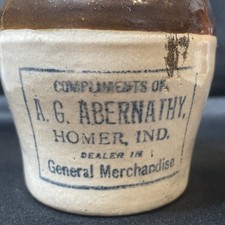 COMPLIMENTS OF
A. G. ABERNATHY,
HOMER, IND.
DEALER IN
General Merchandise